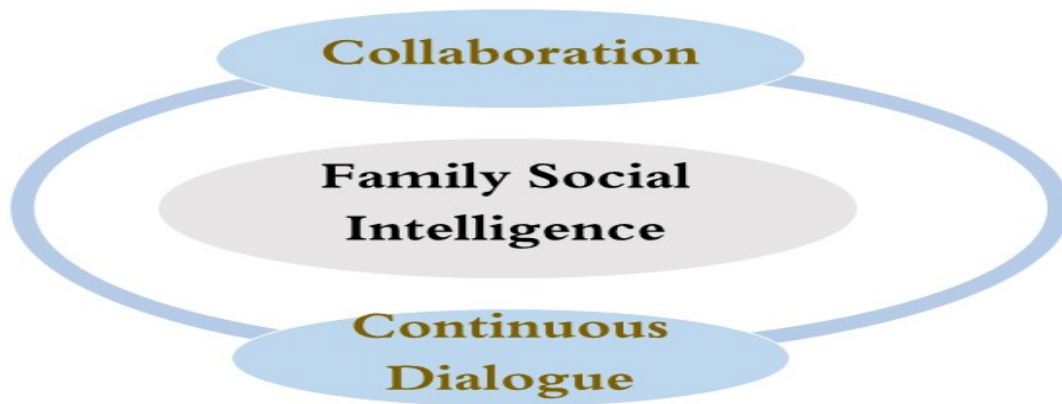 Collaboration
Family Social
Intelligence
Continuous
Dialogue